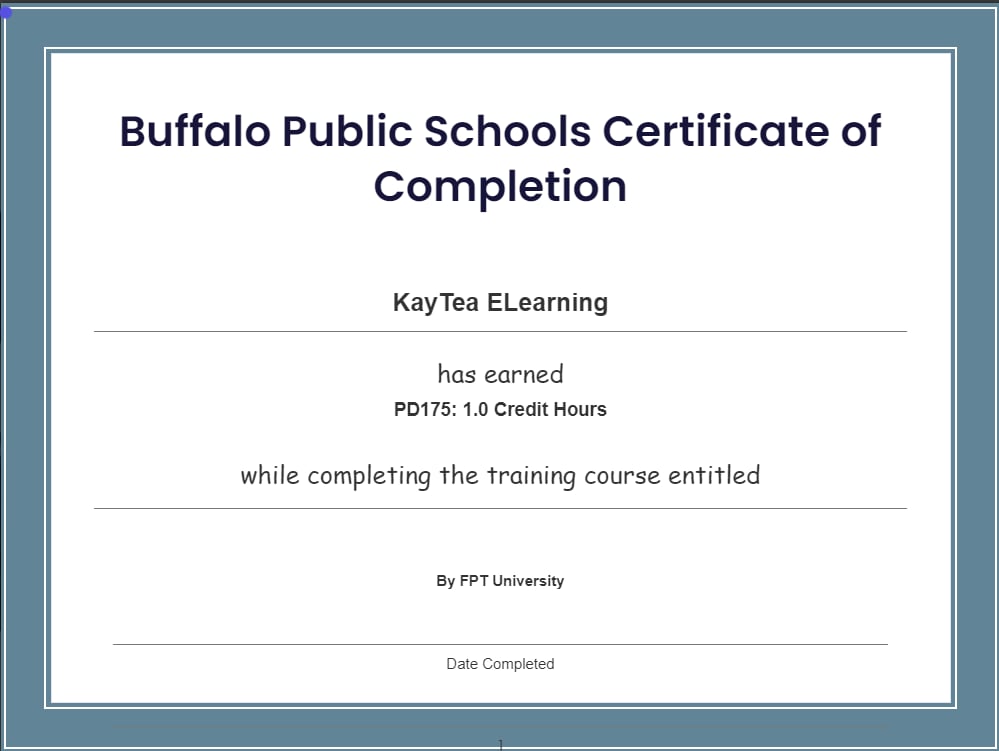 Buffalo Public Schools Certificate of
Completion
KayTea ELearning
has earned
PD175: 1.0 Credit Hours
while completing the training course entitled
By FPT University
Date Completed
1